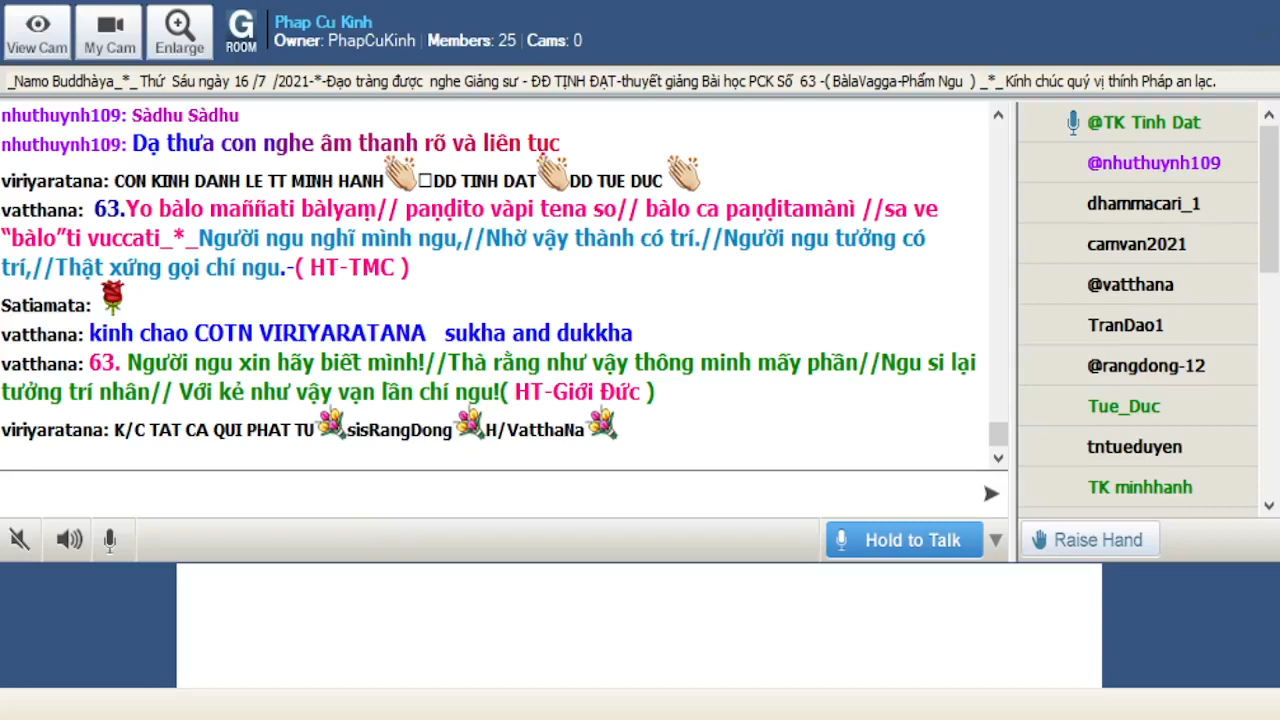 View Cam
My Cam
Enlarge
G
ROOM
Phap Cu Kinh
Owner: PhapCuKinh | Members: 25 | Cams: 0
_Namo Buddhàya_*_ Thứ Sáu ngày 16 /7 /2021-*-Đạo tràng được nghe Giảng sư - ĐĐ TỊNH ĐẠT-thuyết giảng Bài học PCK Số 63 -( BàlaVagga-Phẩm Ngu ) _*_ Kính chúc quý vị thính Pháp an lạc.
nhuthuynh109: Sàdhu Sàdhu
nhuthuynh109: Dạ thưa con nghe âm thanh rõ và liên tục
viriyaratana: CON KINH DANH LE TT MINH HANH DD TINH DAT DD TUE DUC
vatthana: 63.Yo bàlo maññati bàlyaṃ// paṇḍito vàpi tena so// bàlo ca paṇḍitamànì //sa ve
“bàlo”ti vuccati_*_Người ngu nghĩ mình ngu,//Nhờ vậy thành có trí.//Người ngu tưởng có
trí,//Thật xứng gọi chí ngu.-( HT-TMC )
Satiamata:
vatthana: kinh chao COTN VIRIYARATANA sukha and dukkha
vatthana: 63. Người ngu xin hãy biết mình!//Thà rằng như vậy thông minh mấy phần//Ngu si lại
tưởng trí nhân// Với kẻ như vậy vạn lần chí ngu!( HT-Giới Đức )
viriyaratana: K/C TAT CA QUI PHAT TU sisRangDong H/VatthaNa
@TK Tinh Dat
@nhuthuynh109
dhammacari_1
camvan2021
@vatthana
TranDao1
@rangdong-12
Tue_Duc
tntueduyen
TK minhhanh
Hold to Talk
Raise Hand